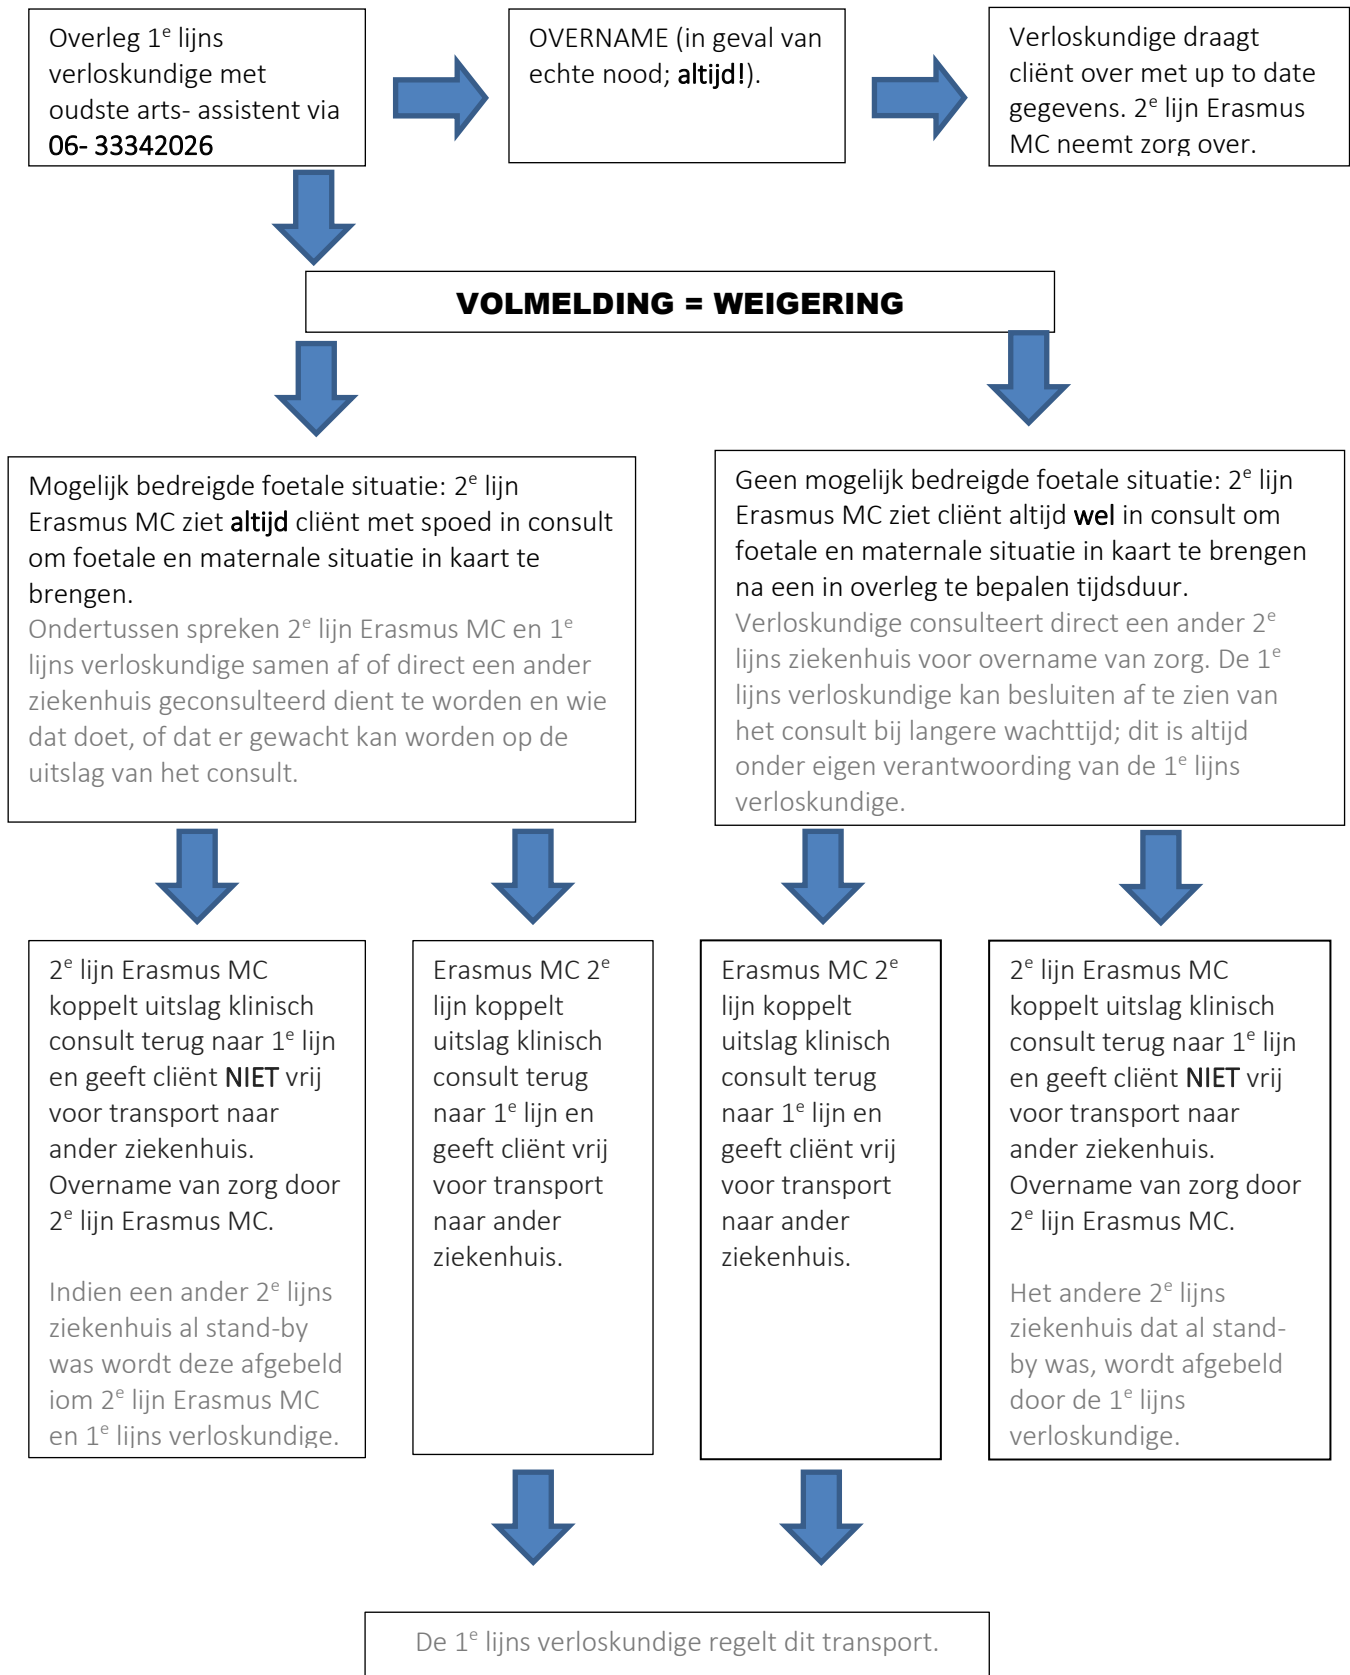 Overleg 1e lijns
verloskundige met
oudste arts- assistent via
06- 33342026
OVERNAME (in geval van
echte nood; altijd!).
Verloskundige draagt
cliënt over met up to date
gegevens. 2e lijn Erasmus
MC neemt zorg over.
VOLMELDING = WEIGERING
Mogelijk bedreigde foetale situatie: 2e lijn
Erasmus MC ziet altijd cliënt met spoed in consult
om foetale en maternale situatie in kaart te
brengen.
Ondertussen spreken 2e lijn Erasmus MC en 1e
lijns verloskundige samen af of direct een ander
ziekenhuis geconsulteerd dient te worden en wie
dat doet, of dat er gewacht kan worden op de
uitslag van het consult.
Geen mogelijk bedreigde foetale situatie: 2e lijn
Erasmus MC ziet cliënt altijd wel in consult om
foetale en maternale situatie in kaart te brengen
na een in overleg te bepalen tijdsduur.
Verloskundige consulteert direct een ander 2e
lijns ziekenhuis voor overname van zorg. De 1e
lijns verloskundige kan besluiten af te zien van
het consult bij langere wachttijd; dit is altijd
onder eigen verantwoording van de 1e lijns
verloskundige.
2e lijn Erasmus MC
koppelt uitslag klinisch
consult terug naar 1e lijn
en geeft cliënt NIET vrij
voor transport naar
ander ziekenhuis.
Overname van zorg door
2e lijn Erasmus MC.
Indien een ander 2e lijns
ziekenhuis al stand-by
was wordt deze afgebeld
iom 2e lijn Erasmus MC
en 1e lijns verloskundige.
Erasmus MC 2e
lijn koppelt
uitslag klinisch
consult terug
naar 1e lijn en
geeft cliënt vrij
voor transport
naar ander
ziekenhuis.
Erasmus MC 2e
lijn koppelt
uitslag klinisch
consult terug
naar 1e lijn en
geeft cliënt vrij
voor transport
naar ander
ziekenhuis.
2e lijn Erasmus MC
koppelt uitslag klinisch
consult terug naar 1e lijn
en geeft cliënt NIET vrij
voor transport naar
ander ziekenhuis.
Overname van zorg door
2e lijn Erasmus MC.
Het andere 2e lijns
ziekenhuis dat al stand-
by was, wordt afgebeld
door de 1e lijns
verloskundige.
De 1e lijns verloskundige regelt dit transport.